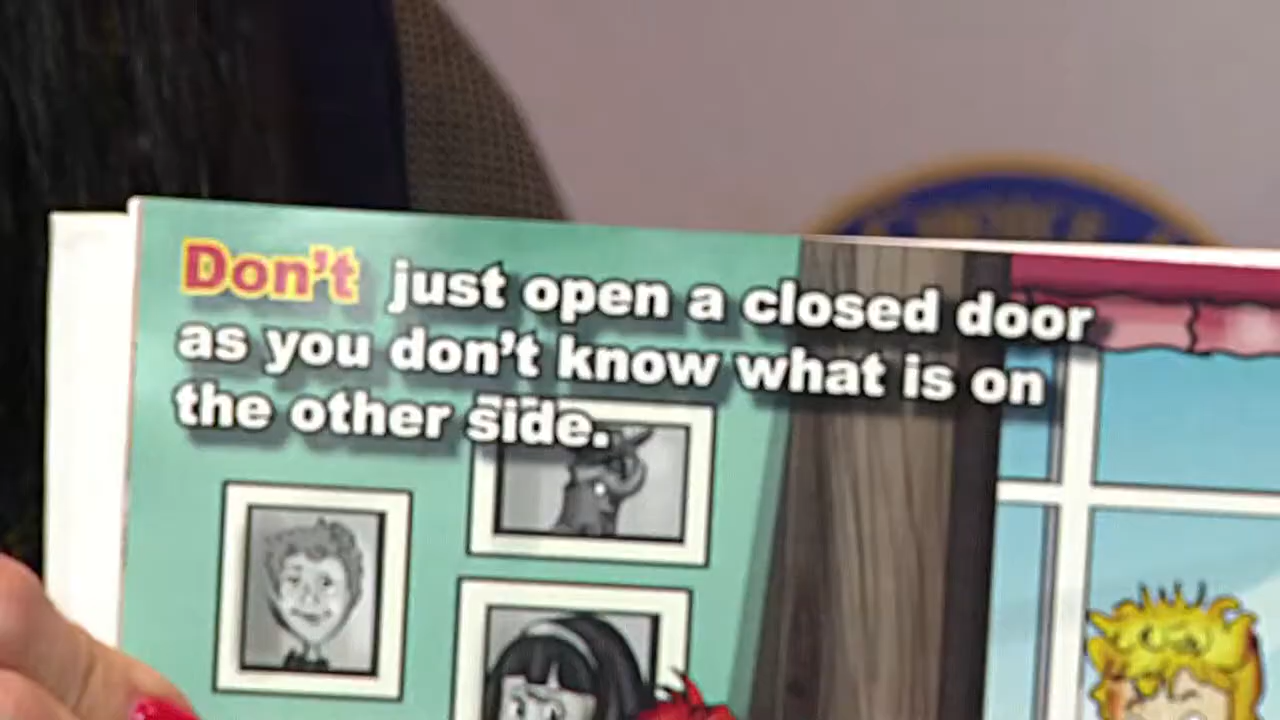 Don't just open a closed door
as you don't know what is on
the other side.